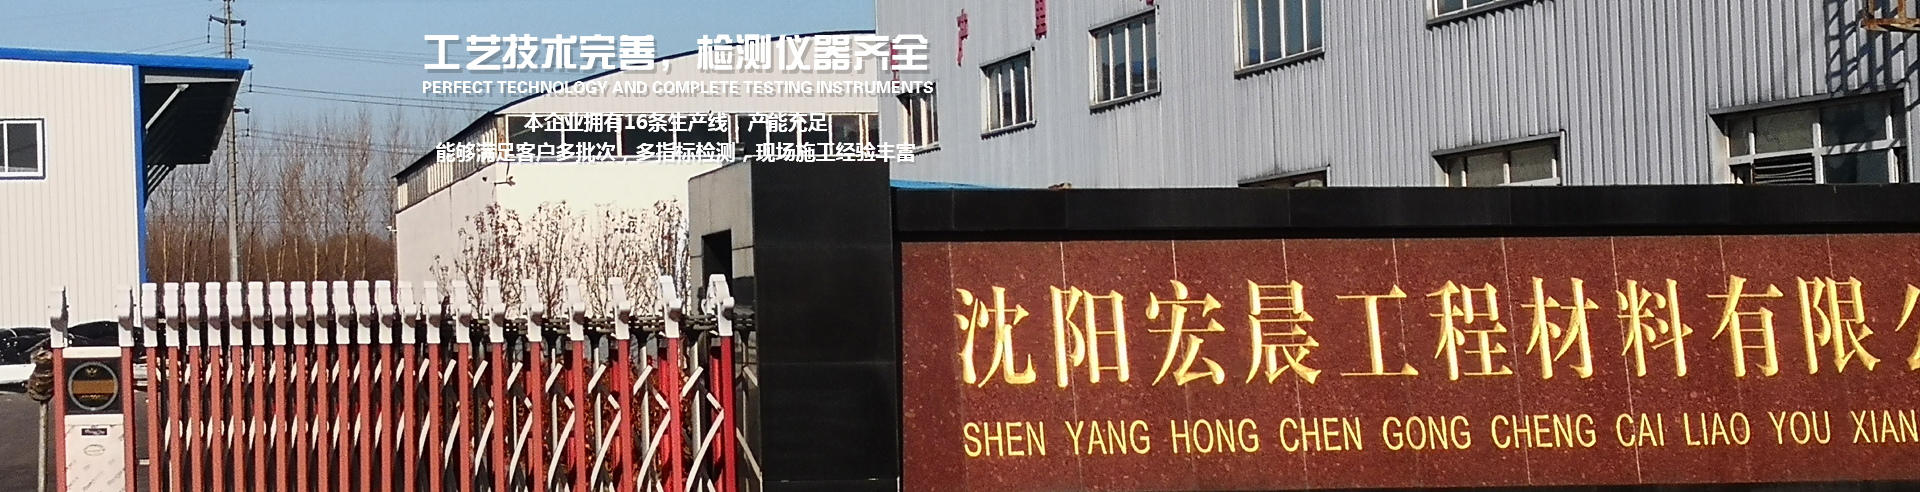 工艺技术完善，检测仪器齐全
PERFECT TECHNOLOGY AND COMPLETE TESTING INSTRUMENTS
本企业拥有16条生产线，产能充足
能够满足客户多批次，多指标检测，现场施工经验丰富
产
沈阳宏晨工程材料有限公
SHEN YANG HONG CHEN GONG CHENG CAI LIAO YOU XIAN